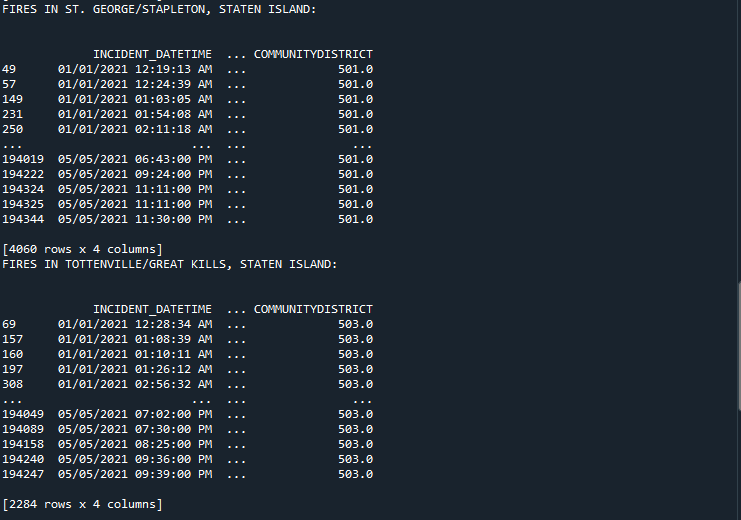 FIRES IN ST. GEORGE/STAPLETON, STATEN ISLAND:
INCIDENT_DATETIME ... COMMUNITYDISTRICT
49 01/01/2021 12:19:13 AM ... 501.0
57 01/01/2021 12:24:39 AM ... 501.0
149 01/01/2021 01:03:05 AM ... 501.0
231 01/01/2021 01:54:08 AM ... 501.0
250 01/01/2021 02:11:18 AM ... 501.0
... ... ... ...
194019 05/05/2021 06:43:00 PM ... 501.0
194222 05/05/2021 09:24:00 PM ... 501.0
194324 05/05/2021 11:11:00 PM ... 501.0
194325 05/05/2021 11:11:00 PM ... 501.0
194344 05/05/2021 11:30:00 PM ... 501.0
[4060 rows x 4 columns]
FIRES IN TOTTENVILLE/GREAT KILLS, STATEN ISLAND:
INCIDENT_DATETIME ... COMMUNITYDISTRICT
69 01/01/2021 12:28:34 AM ... 503.0
157 01/01/2021 01:08:39 AM ... 503.0
160 01/01/2021 01:10:11 AM ... 503.0
197 01/01/2021 01:26:12 AM ... 503.0
308 01/01/2021 02:56:32 AM ... 503.0
... ... ... ...
194049 05/05/2021 07:02:00 PM ... 503.0
194089 05/05/2021 07:30:00 PM ... 503.0
194158 05/05/2021 08:25:00 PM ... 503.0
194240 05/05/2021 09:36:00 PM ... 503.0
194247 05/05/2021 09:39:00 PM ... 503.0
[2284 rows x 4 columns]